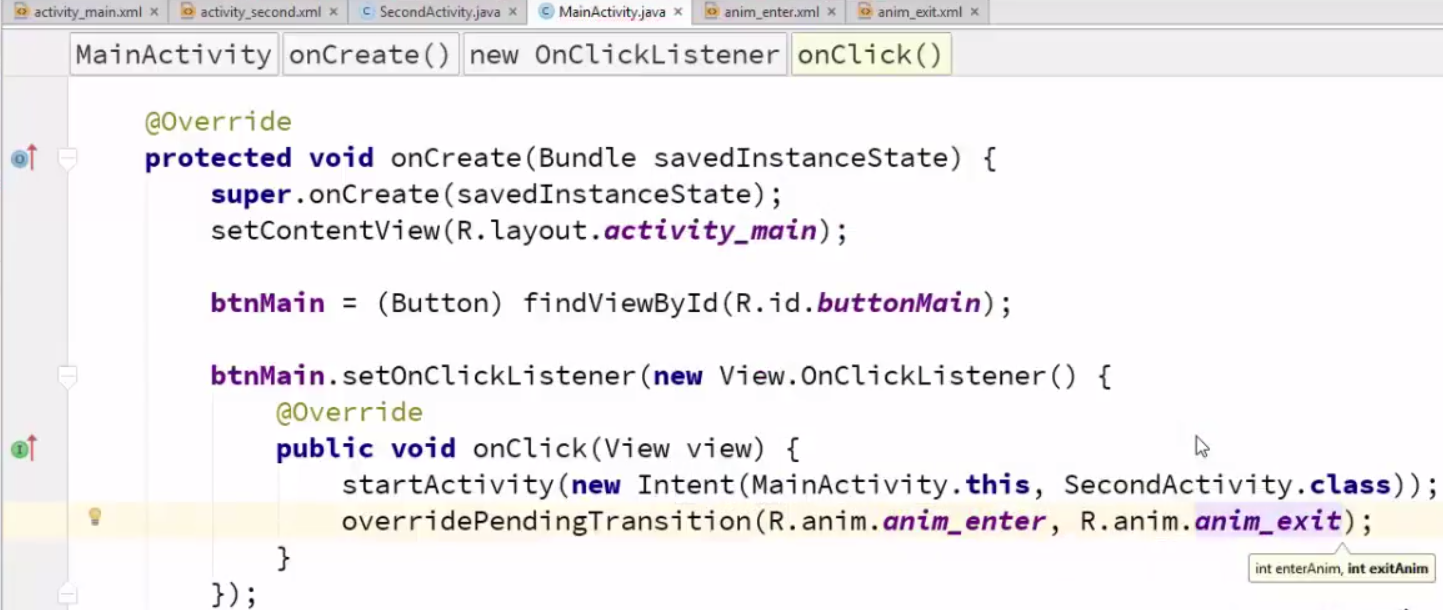 activity_main.xml × activity_second.xml × SecondActivity.java × MainActivity.java × anim_enter.xml × anim_exit.xml ×
MainActivity onCreate() new OnClickListener onClick()
@Override
protected void onCreate(Bundle savedInstanceState) {
super.onCreate(savedInstanceState);
setContentView(R.layout.activity_main);
btnMain = (Button) findViewById(R.id.buttonMain);
btnMain.setOnClickListener(new View.OnClickListener() {
@Override
public void onClick(View view) {
startActivity(new Intent(MainActivity.this, SecondActivity.class));
overridePendingTransition(R.anim.anim_enter, R.anim.anim_exit);
}
int enterAnim, int exitAnim
});